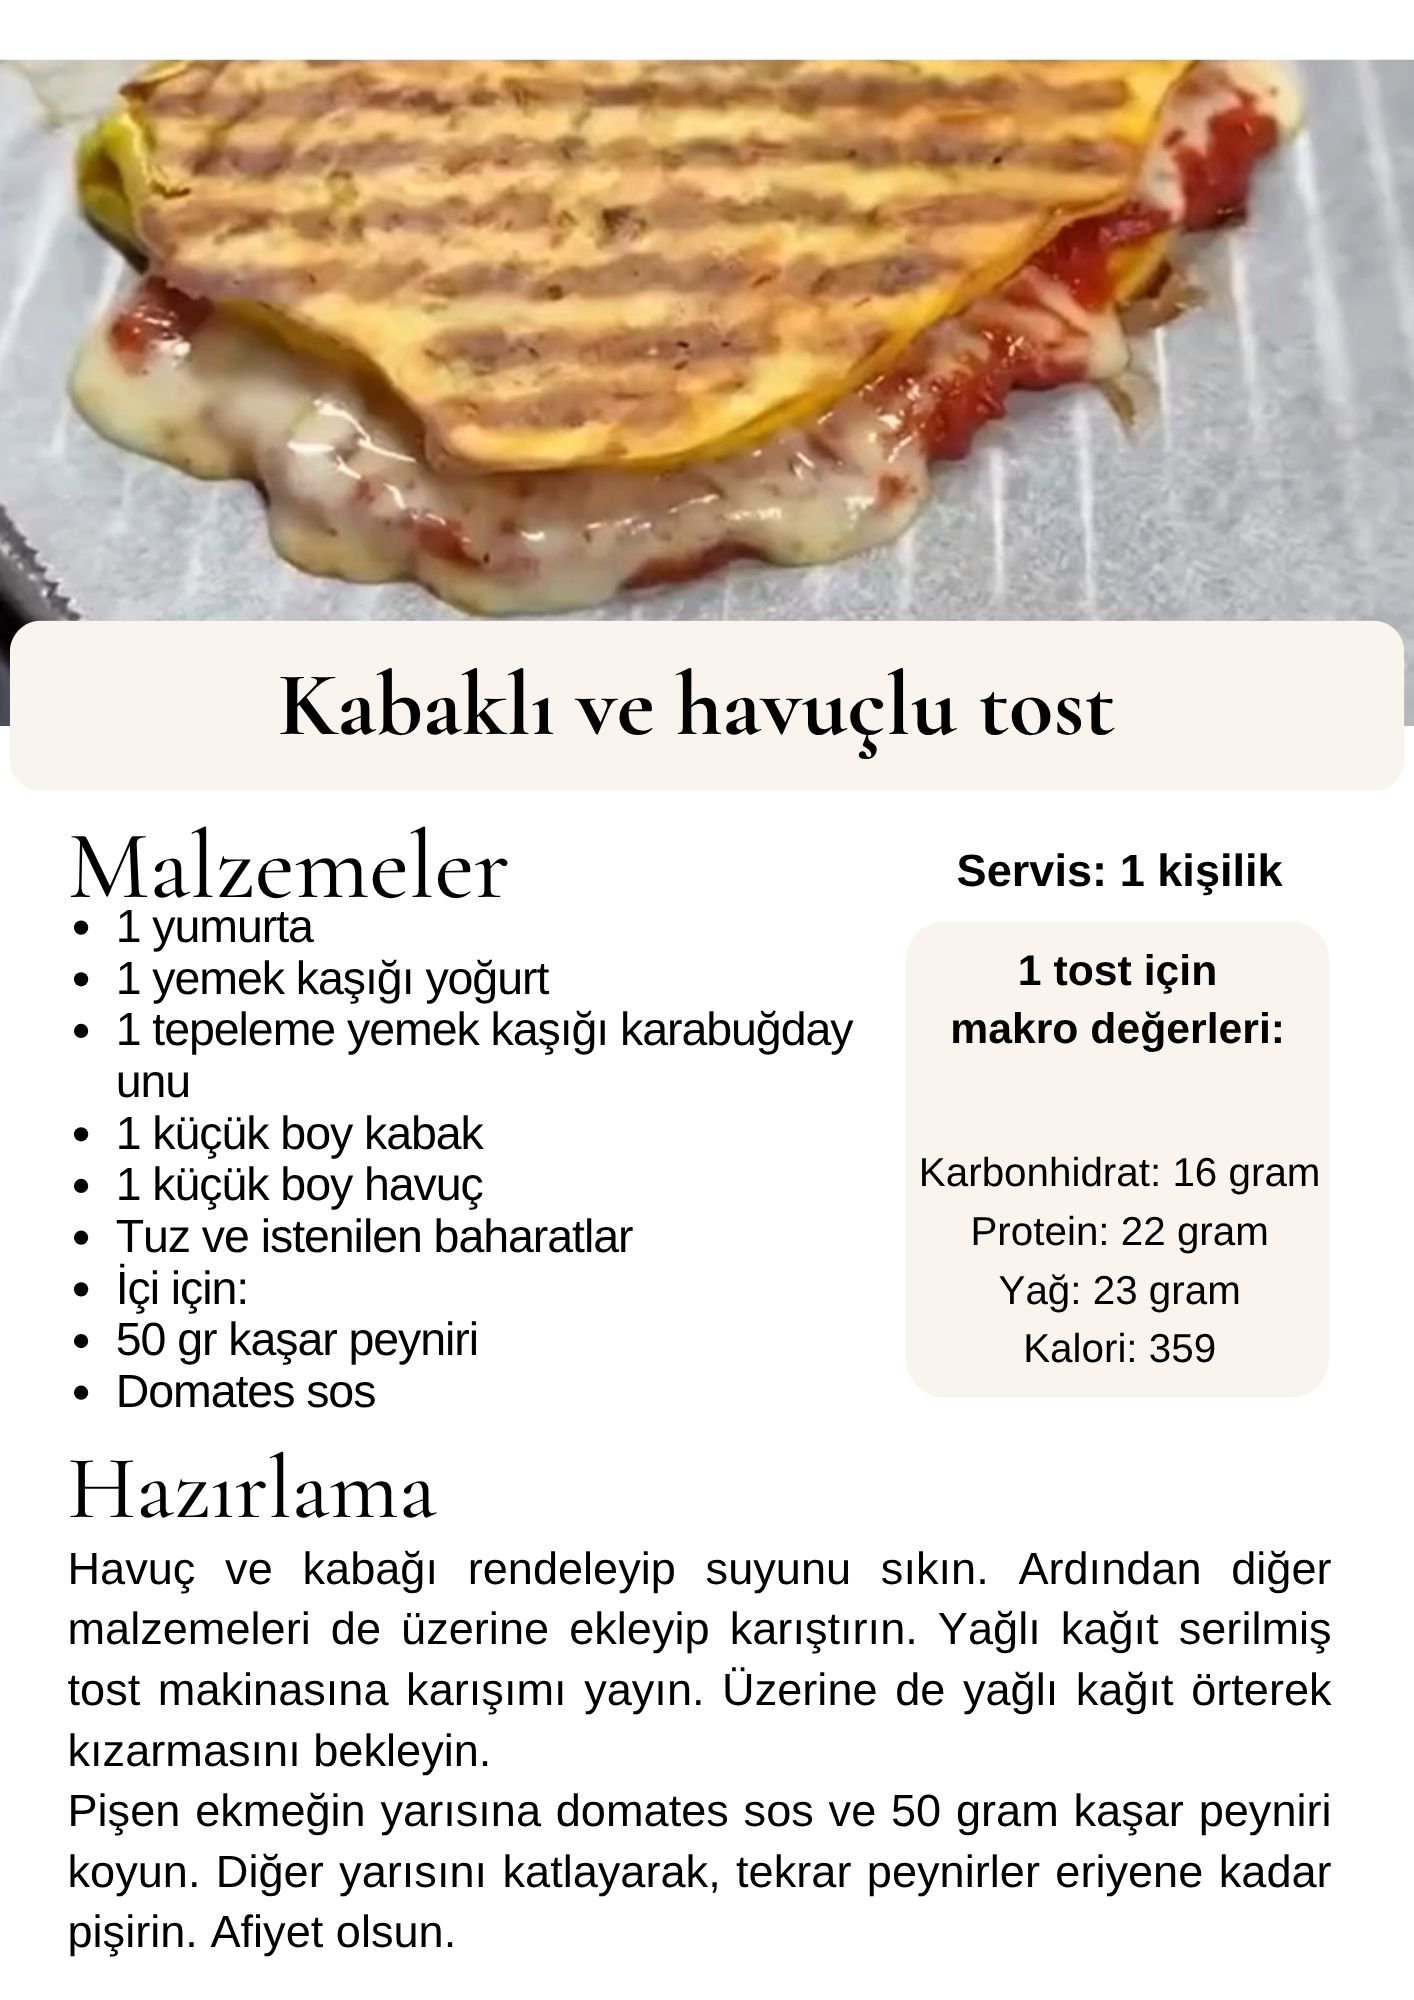 Kabaklı ve havuçlu tost
Malzemeler
• 1 yumurta
• 1 yemek kaşığı yoğurt
• 1 tepeleme yemek kaşığı karabuğday
unu
• 1 küçük boy kabak
• 1 küçük boy havuç
• Tuz ve istenilen baharatlar
• İçi için:
• 50 gr kaşar peyniri
• Domates sos
Servis: 1 kişilik
1 tost için
makro değerleri:
Karbonhidrat: 16 gram
Protein: 22 gram
Yağ: 23 gram
Kalori: 359
Hazırlama
Havuç ve kabağı rendeleyip suyunu sıkın. Ardından diğer
malzemeleri de üzerine ekleyip karıştırın. Yağlı kağıt serilmiş
tost makinasına karışımı yayın. Üzerine de yağlı kağıt örterek
kızarmasını bekleyin.
Pişen ekmeğin yarısına domates sos ve 50 gram kaşar peyniri
koyun. Diğer yarısını katlayarak, tekrar peynirler eriyene kadar
pişirin. Afiyet olsun.